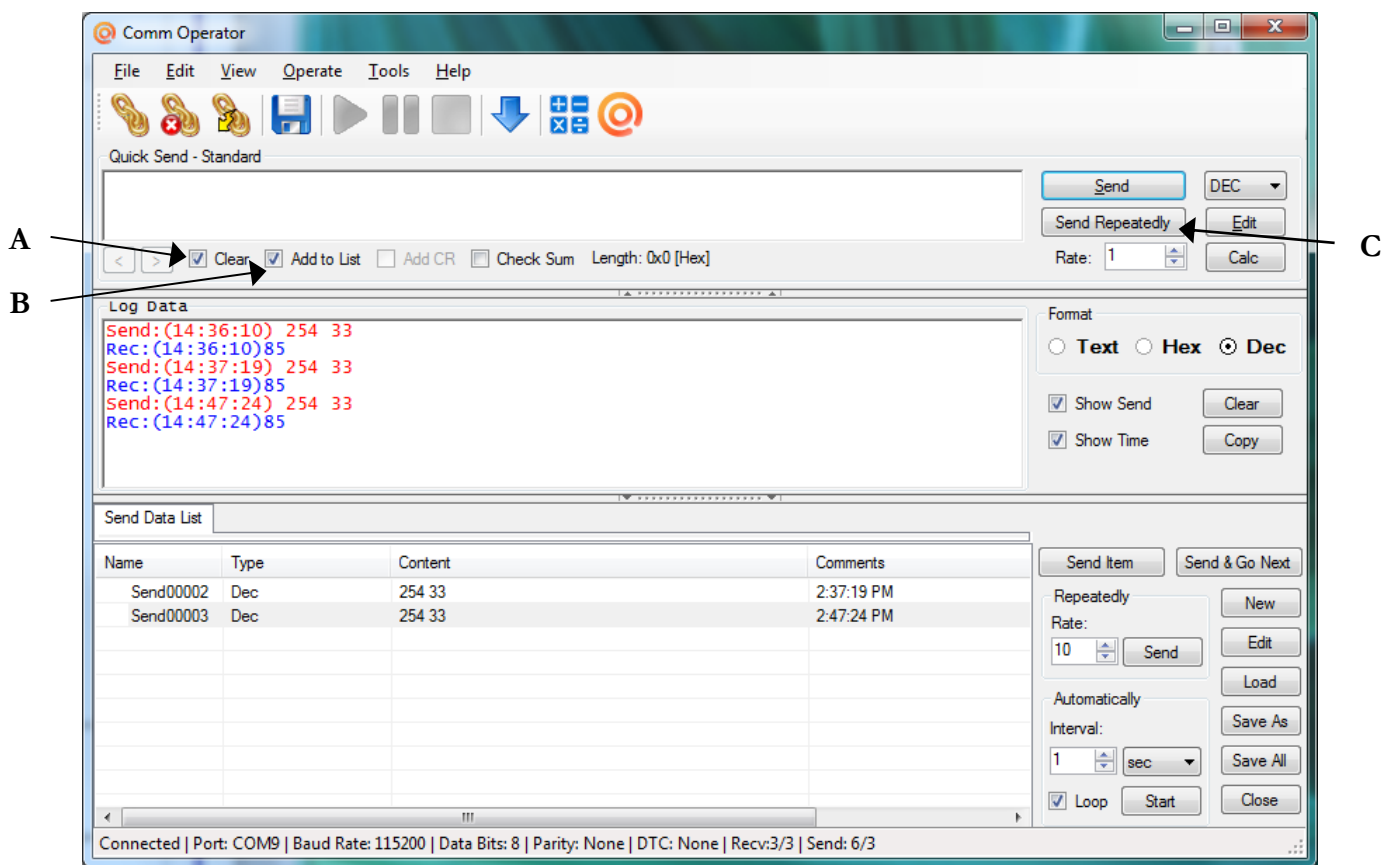 Comm Operator
File Edit View Operate Tools Help
Quick Send - Standard
Send DEC
Send Repeatedly Edit
A
C
< > Clear Add to List Add CR Check Sum Length: 0x0 [Hex] Rate: 1 Calc
B
Log Data
Send:(14:36:10) 254 33
Rec:(14:36:10)85
Send:(14:37:19) 254 33
Rec:(14:37:19)85
Send:(14:47:24) 254 33
Rec:(14:47:24)85
Format
Text Hex Dec
Show Send Clear
Show Time Copy
Send Data List
Name Type Content Comments
Send00002 Dec 254 33 2:37:19 PM
Send00003 Dec 254 33 2:47:24 PM
Send Item Send & Go Next
Repeatedly
Rate:
10 Send
Automatically
Interval:
1 sec
Loop Start
New
Edit
Load
Save As
Save All
Close
Connected | Port: COM9 | Baud Rate: 115200 | Data Bits: 8 | Parity: None | DTC: None | Recv:3/3 | Send: 6/3